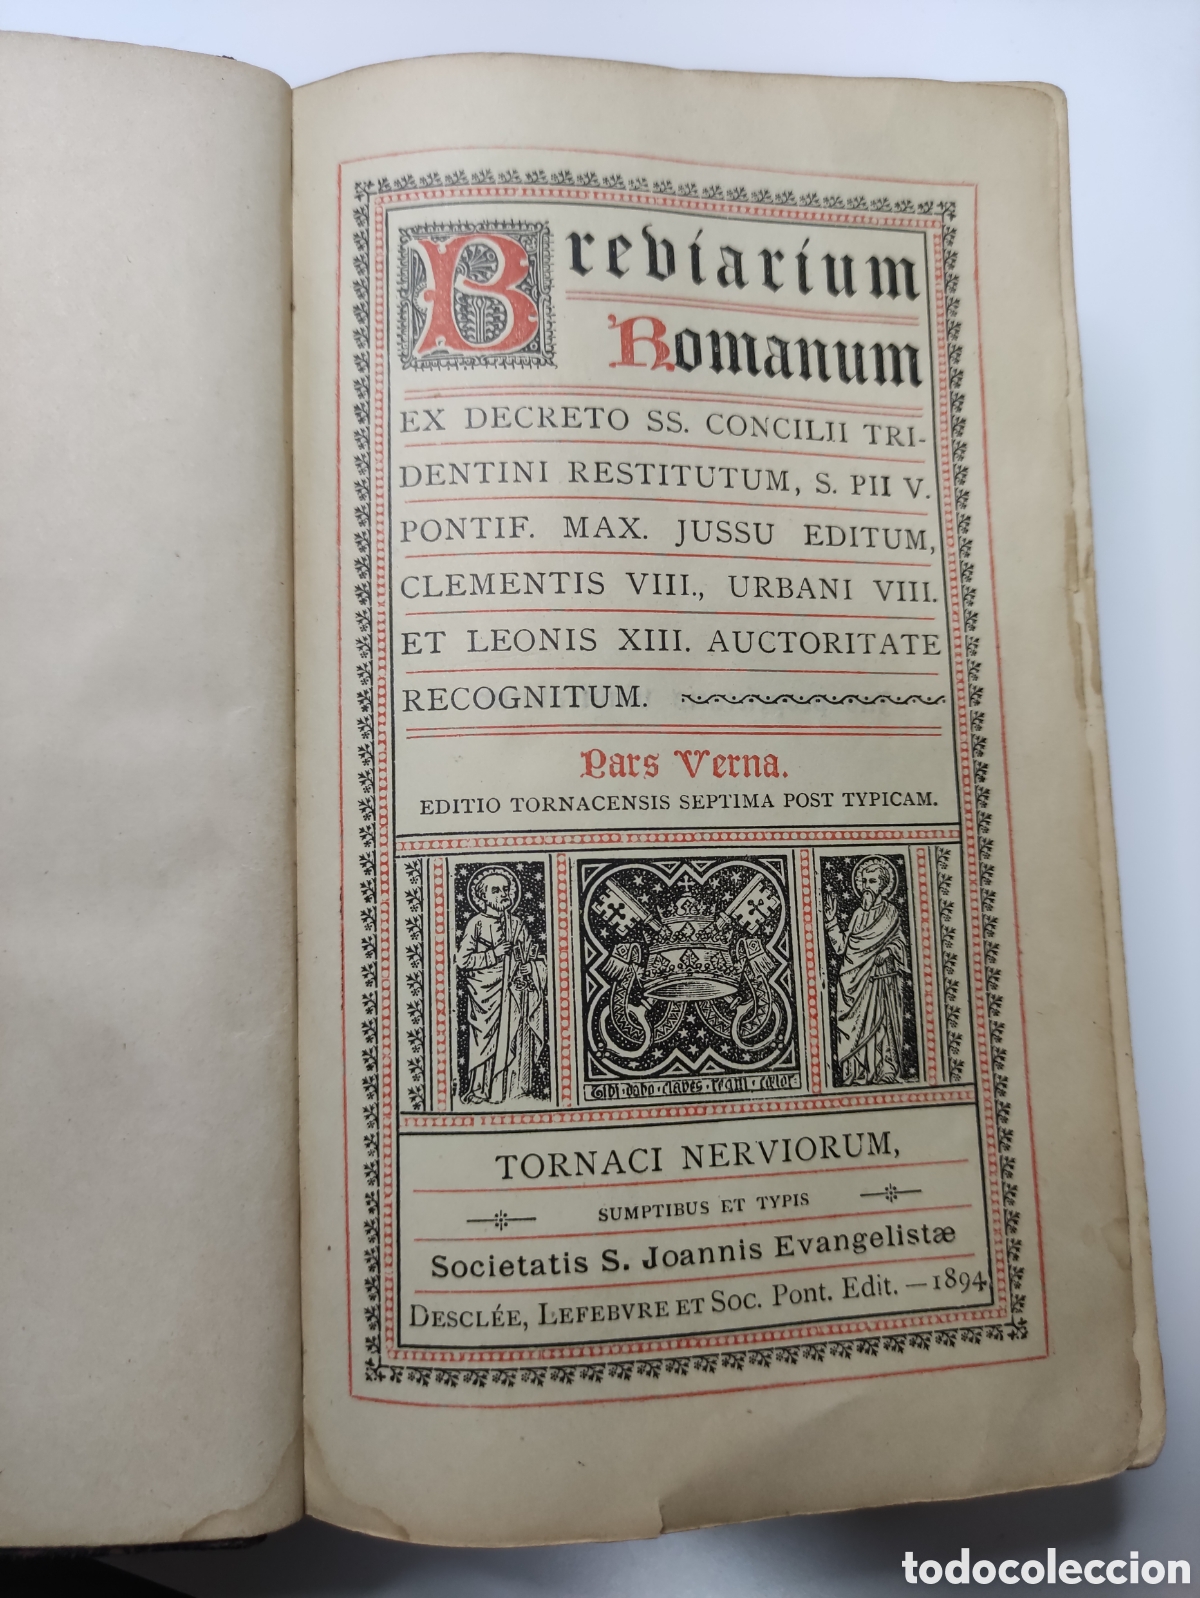 Breviarium
Romanum
EX DECRETO SS. CONCILII TRI-
DENTINI RESTITUTUM, S. PII V.
PONTIF. MAX. JUSSU EDITUM,
CLEMENTIS VIII., URBANI VIII.
ET LEONIS XIII. AUCTORITATE
RECOGNITUM.
Pars Verna.
EDITIO TORNACENSIS SEPTIMA POST TYPICAM.
Tibi · dabo · claves · regni · cœlor·
TORNACI NERVIORUM,
SUMPTIBUS ET TYPIS
Societatis S. Joannis Evangelistæ
DESCLÉE, LEFEBVRE ET SOC. Pont. Edit. — 1894.
todocoleccion